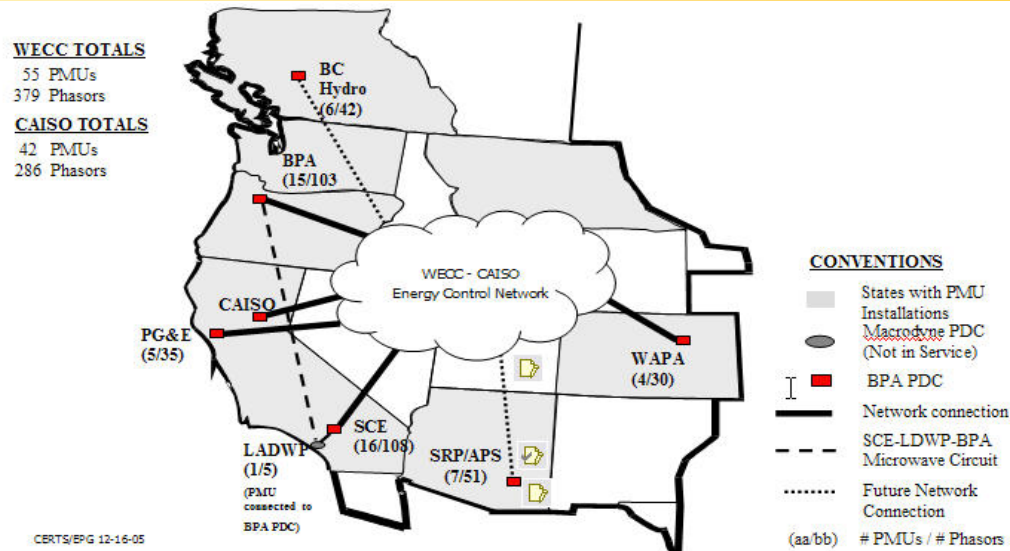 WECC TOTALS
55 PMUs
379 Phasors
CAISO TOTALS
42 PMUs
286 Phasors
BC
Hydro
(6/42)
BPA
(15/103
WECC - CAISO
Energy Control Network
CAISO
PG&E
(5/35)
WAPA
(4/30)
SCE
(16/108)
LADWP
(1/5)
(PMU
connected to
BPA PDC)
SRP/APS
(7/51)
CONVENTIONS
States with PMU
Installations
Macrodyne PDC
(Not in Service)
BPA PDC
Network connection
SCE-LDWP-BPA
Microwave Circuit
Future Network
Connection
(aa/bb) # PMUs / # Phasors
CERTS/EPG 12-16-05